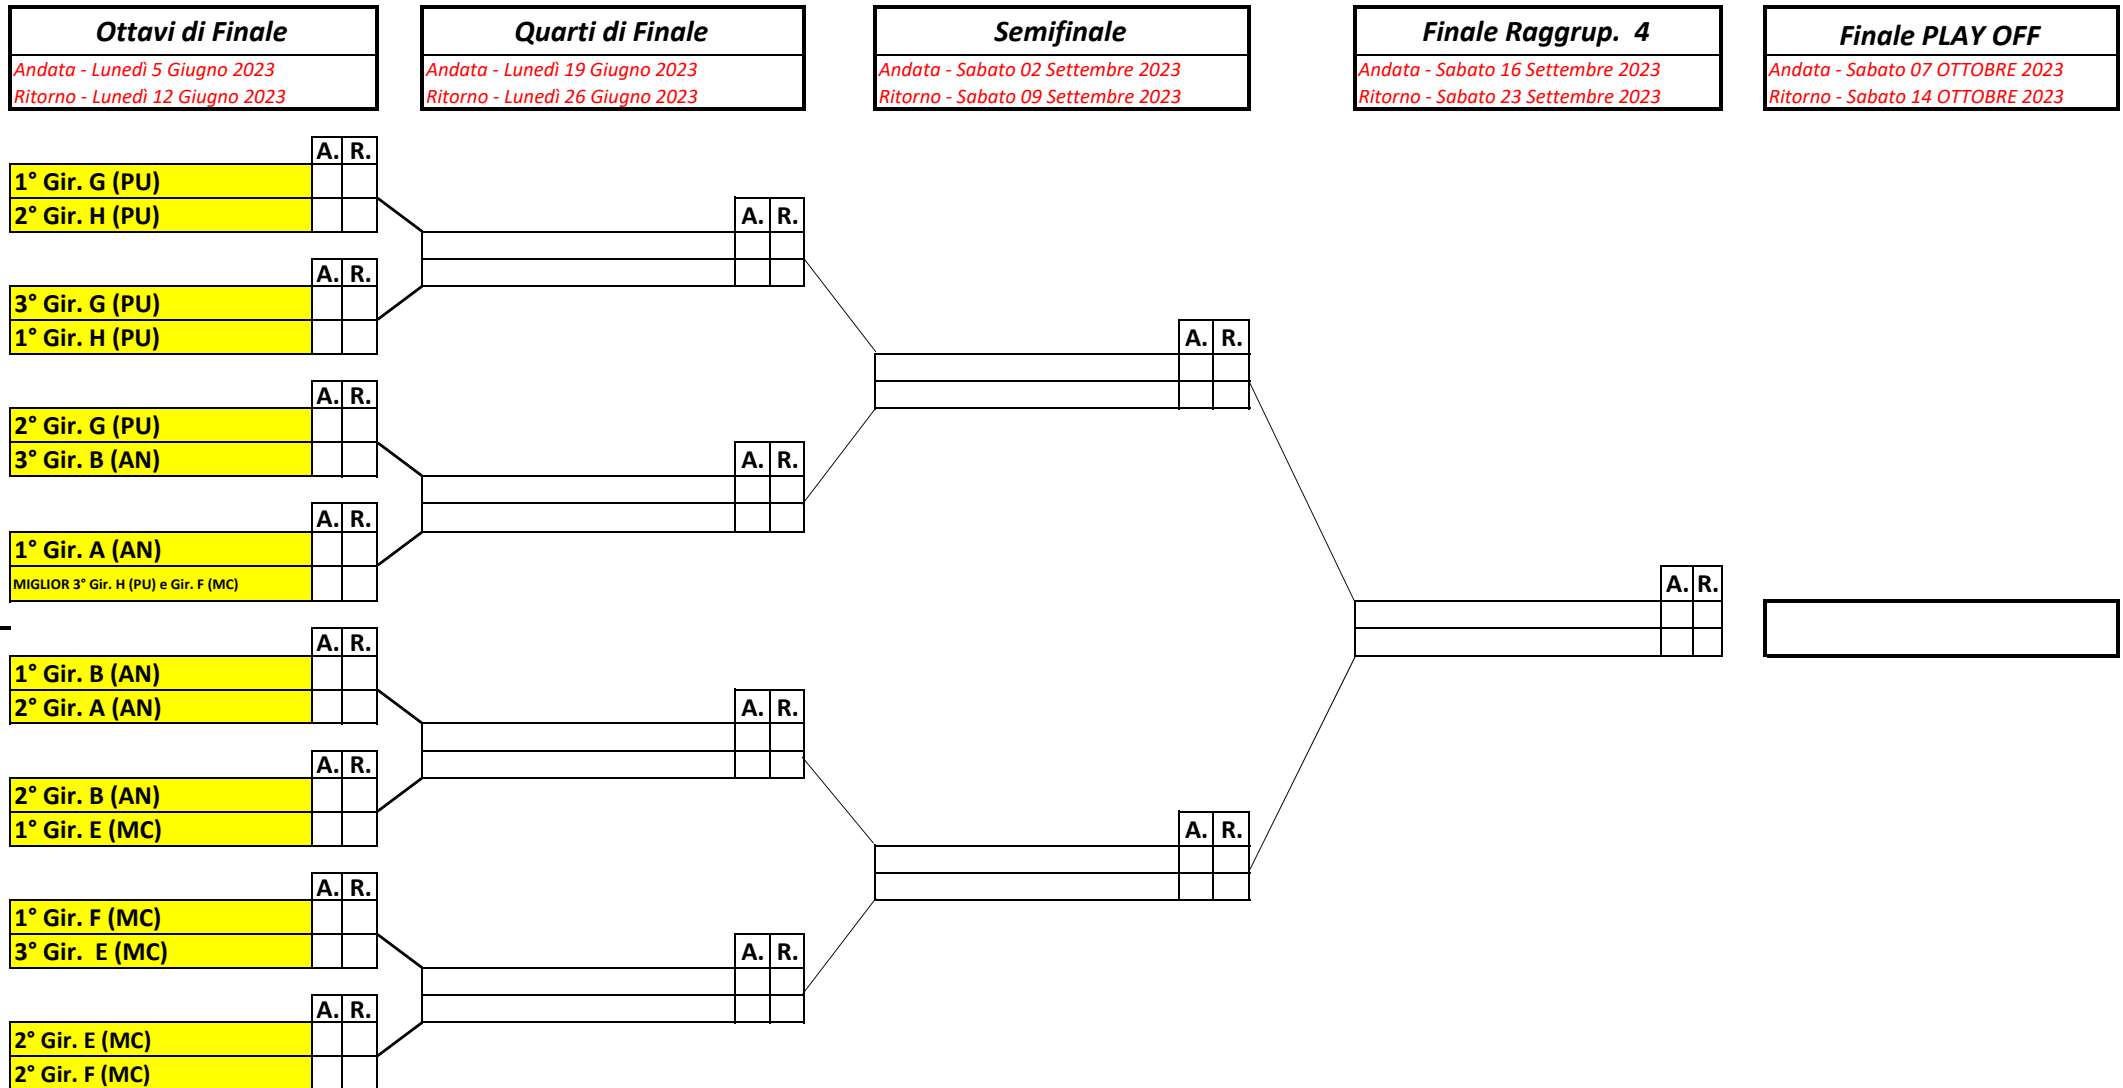 Ottavi di Finale
Andata - Lunedì 5 Giugno 2023
Ritorno - Lunedì 12 Giugno 2023
Quarti di Finale
Andata - Lunedì 19 Giugno 2023
Ritorno - Lunedì 26 Giugno 2023
Semifinale
Andata - Sabato 02 Settembre 2023
Ritorno - Sabato 09 Settembre 2023
Finale Raggrup. 4
Andata - Sabato 16 Settembre 2023
Ritorno - Sabato 23 Settembre 2023
Finale PLAY OFF
Andata - Sabato 07 OTTOBRE 2023
Ritorno - Sabato 14 OTTOBRE 2023
A. R.
1° Gir. G (PU)
2° Gir. H (PU)
A. R.
3° Gir. G (PU)
1° Gir. H (PU)
A. R.
2° Gir. G (PU)
3° Gir. B (AN)
A. R.
1° Gir. A (AN)
MIGLIOR 3° Gir. H (PU) e Gir. F (MC)
A. R.
1° Gir. B (AN)
2° Gir. A (AN)
A. R.
2° Gir. B (AN)
1° Gir. E (MC)
A. R.
1° Gir. F (MC)
3° Gir. E (MC)
A. R.
2° Gir. E (MC)
2° Gir. F (MC)
A. R.
A. R.
A. R.
A. R.
A. R.
A. R.
A. R.